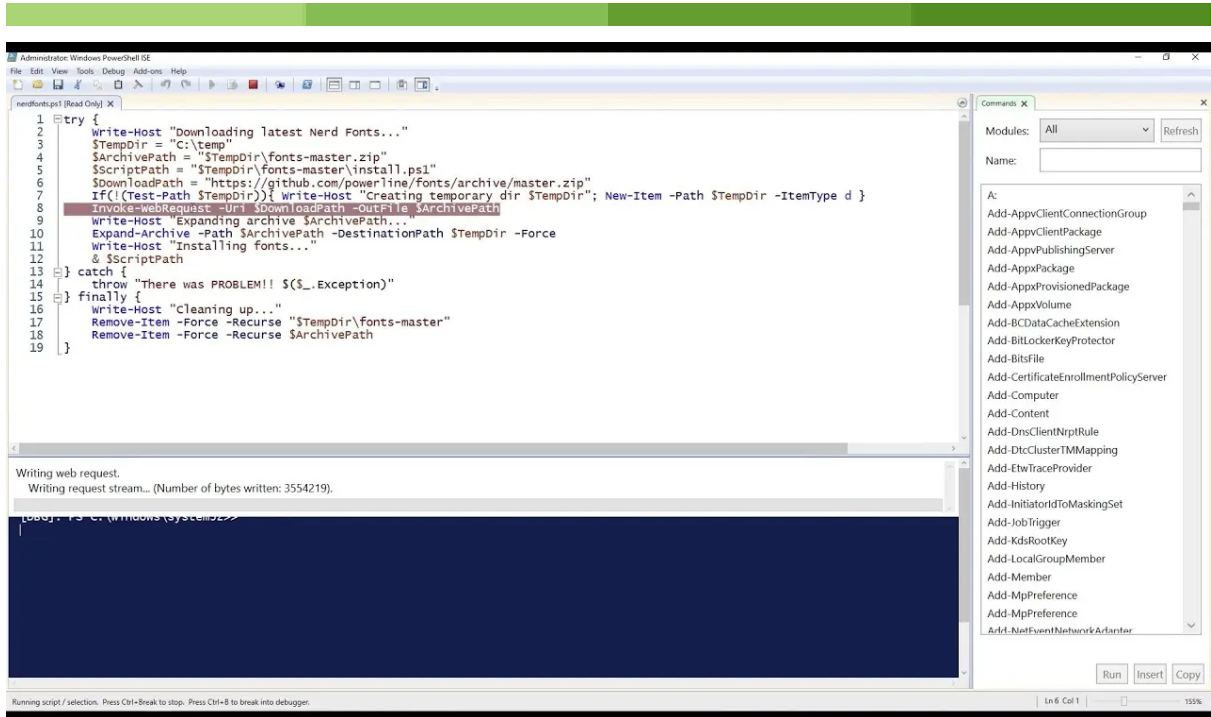 Administrator: Windows PowerShell ISE
File Edit View Tools Debug Add-ons Help
nerdfonts.ps1 [Read Only] X
1 try {
2 Write-Host "Downloading latest Nerd Fonts..."
3 $TempDir = "C:\temp"
4 $ArchivePath = "$TempDir\fonts-master.zip"
5 $ScriptPath = "$TempDir\fonts-master\install.ps1"
6 $DownloadPath = "https://github.com/powerline/fonts/archive/master.zip"
7 If(!(Test-Path $TempDir)){ Write-Host "Creating temporary dir $TempDir"; New-Item -Path $TempDir -ItemType d }
8 Invoke-WebRequest -Uri $DownloadPath -OutFile $ArchivePath
9 Write-Host "Expanding archive $ArchivePath..."
10 Expand-Archive -Path $ArchivePath -DestinationPath $TempDir -Force
11 Write-Host "Installing fonts..."
12 & $ScriptPath
13 } catch {
14 throw "There was PROBLEM!! $($_.Exception)"
15 } finally {
16 Write-Host "Cleaning up..."
17 Remove-Item -Force -Recurse "$TempDir\fonts-master"
18 Remove-Item -Force -Recurse $ArchivePath
19 }
Writing web request.
Writing request stream... (Number of bytes written: 3554219).
[DBG]: PS C:\Windows\system32>>
Commands X
Modules: All Refresh
Name:
A:
Add-AppvClientConnectionGroup
Add-AppvClientPackage
Add-AppvPublishingServer
Add-AppxPackage
Add-AppxProvisionedPackage
Add-AppxVolume
Add-BCDataCacheExtension
Add-BitLockerKeyProtector
Add-BitsFile
Add-CertificateEnrollmentPolicyServer
Add-Computer
Add-Content
Add-DnsClientNrptRule
Add-DtcClusterTMMapping
Add-EtwTraceProvider
Add-History
Add-InitiatorIdToMaskingSet
Add-JobTrigger
Add-KdsRootKey
Add-LocalGroupMember
Add-Member
Add-MpPreference
Add-MpPreference
Add-NetEventNetworkAdapter
Run Insert Copy
Running script / selection. Press Ctrl+Break to stop. Press Ctrl+B to break into debugger.
Ln 6 Col 1 155%